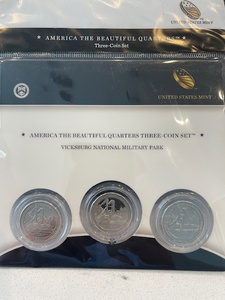 AMERICA THE BEAUTIFUL QUARTERS™
Three-Coin Set
UNITED STATES MINT
AMERICA THE BEAUTIFUL QUARTERS THREE-COIN SET™
VICKSBURG NATIONAL MILITARY PARK